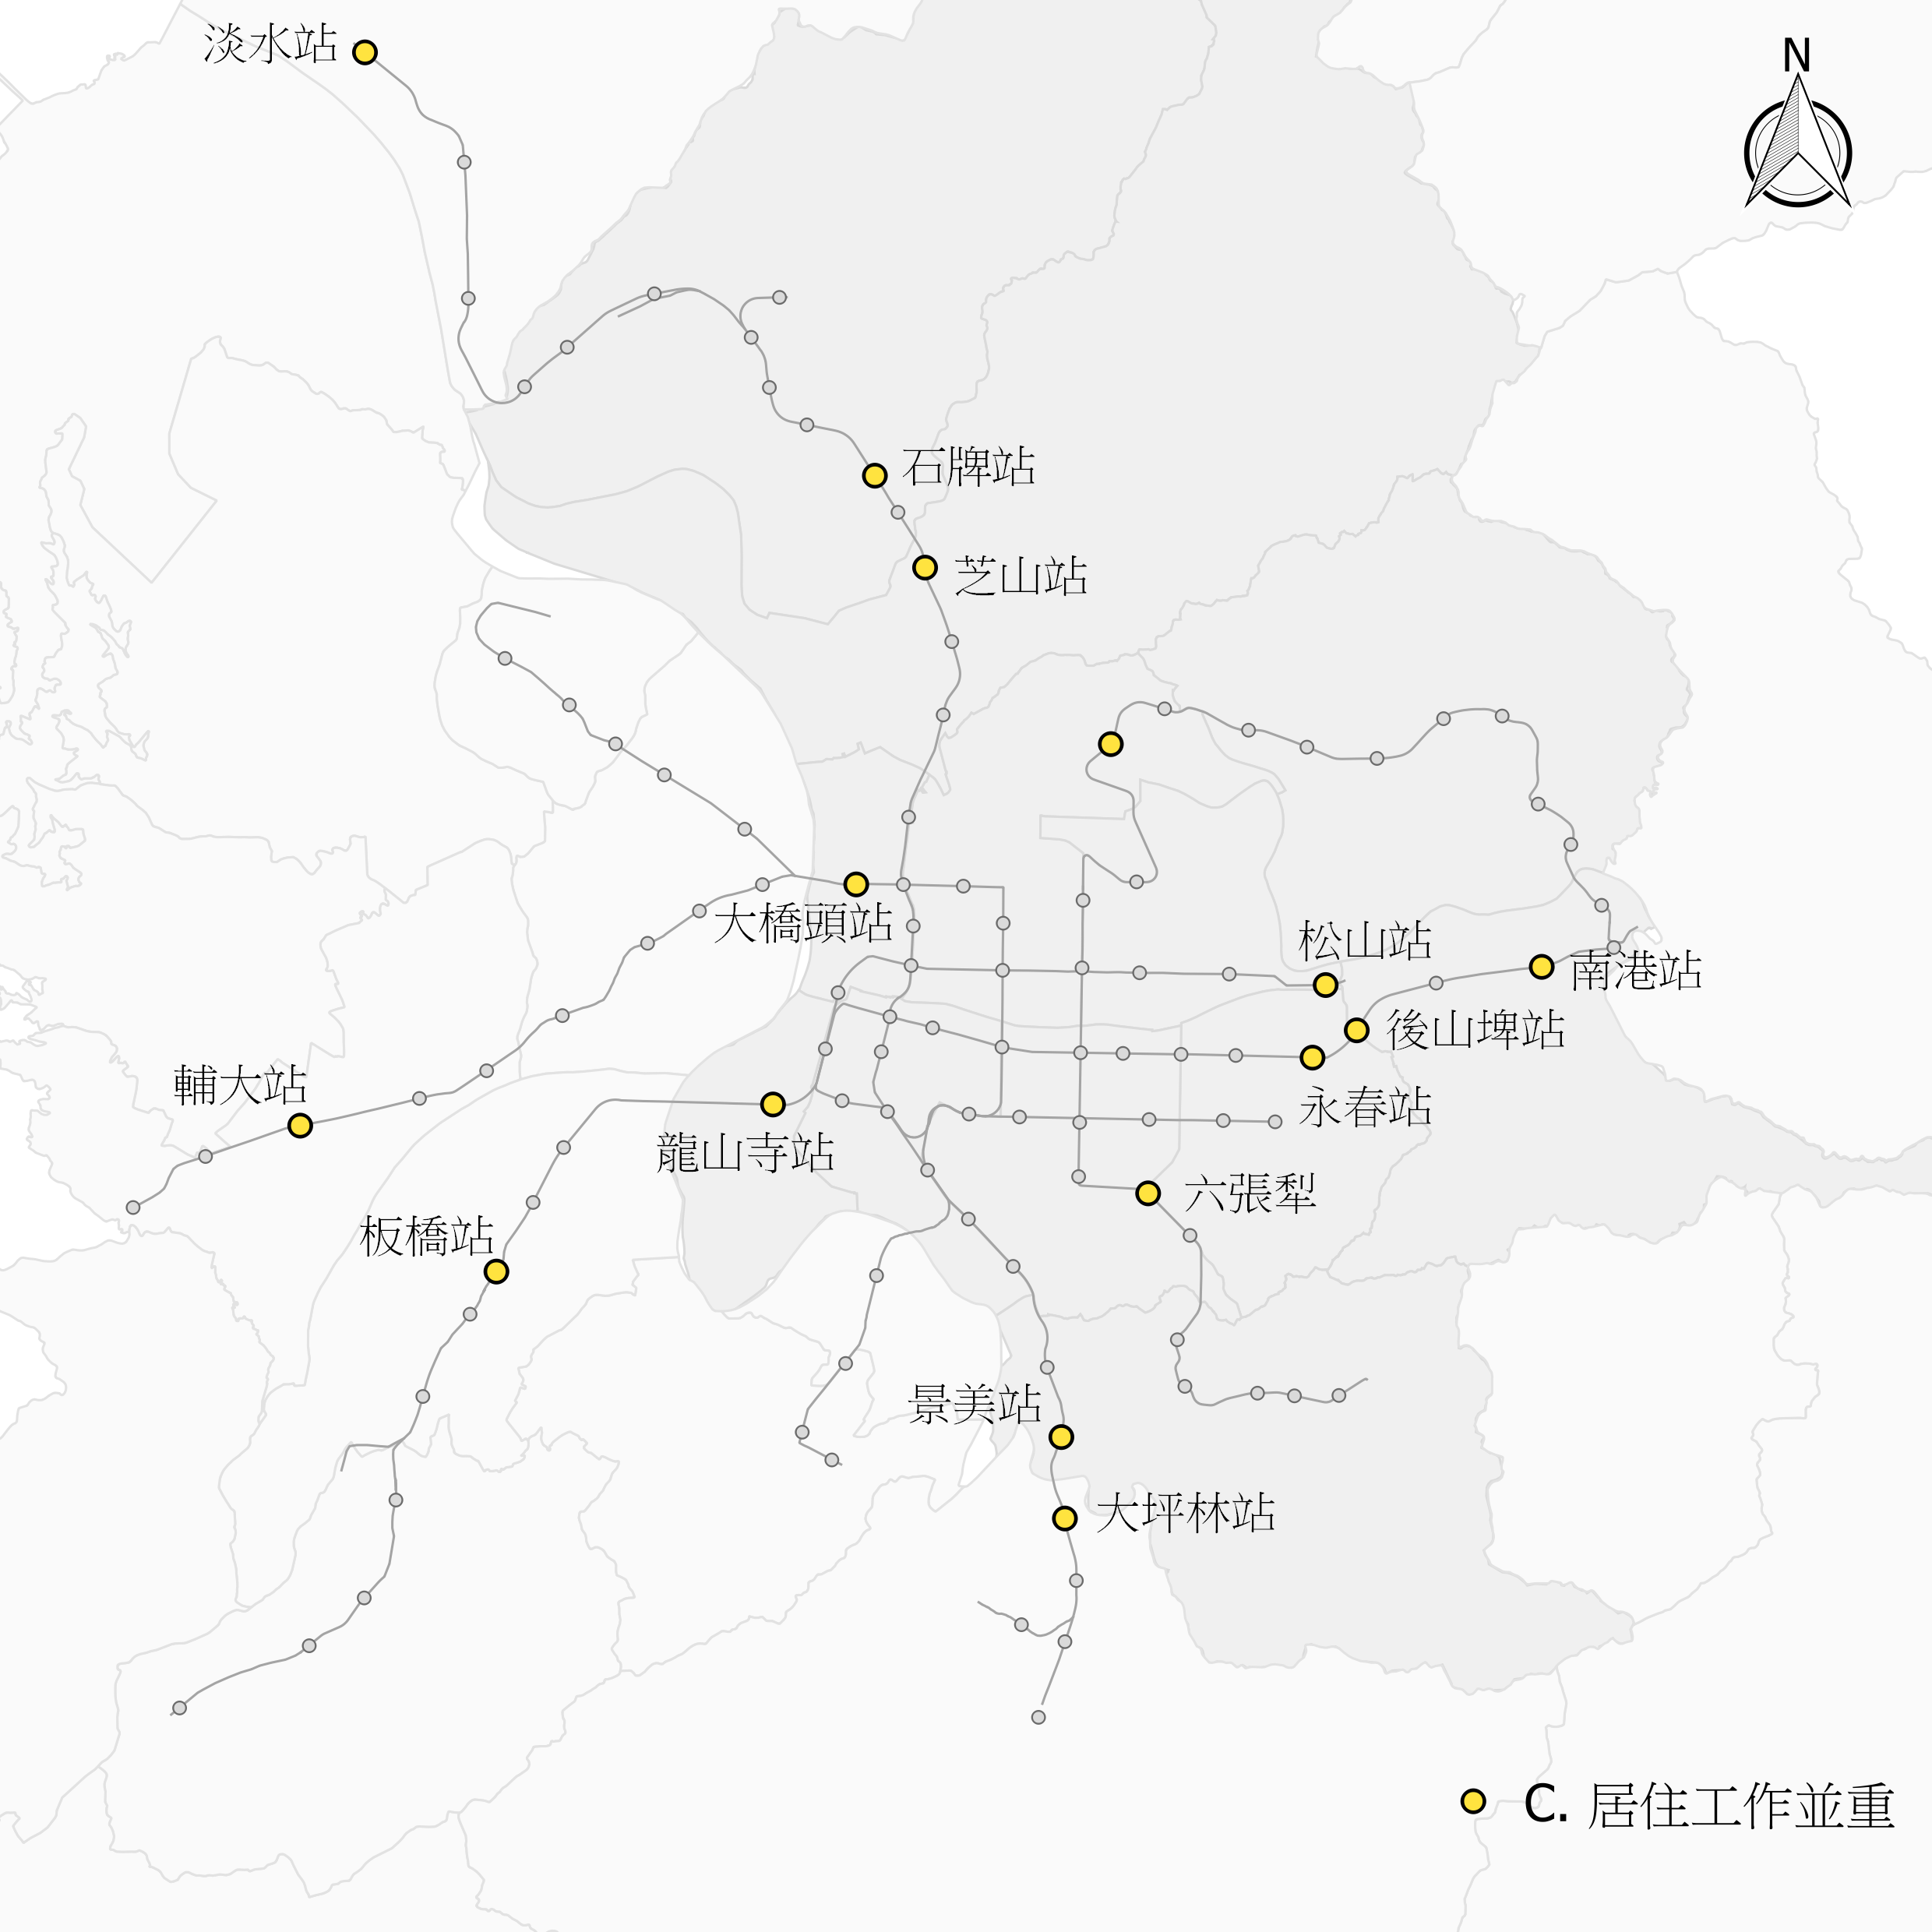 淡水站
N
石牌站
芝山站
大橋頭站
松山站
南港站
後山埤站
輔大站
永春站
龍山寺站
六張犁
板橋站
景美站
大坪林站
C. 居住工作並重